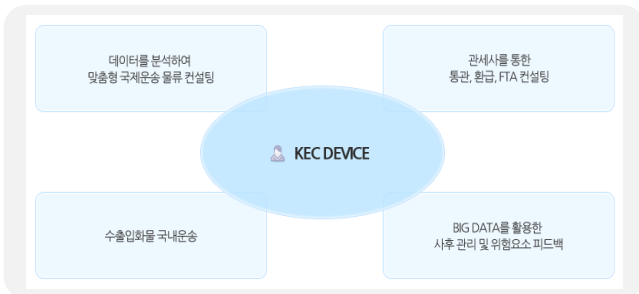 데이터를 분석하여
맞춤형 국제운송 물류 컨설팅
관세사를 통한
통관, 환급, FTA 컨설팅
KEC DEVICE
수출입화물 국내운송
BIG DATA를 활용한
사후 관리 및 위험요소 피드백